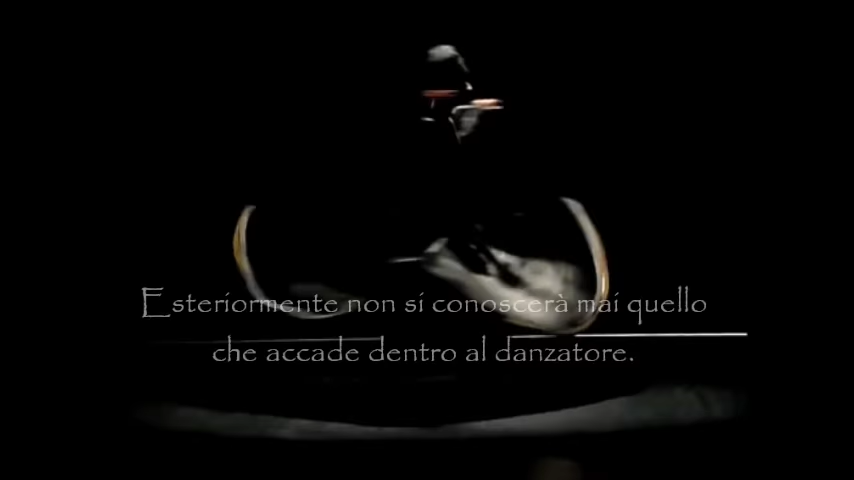 Esteriormente non si conoscerà mai quello
che accade dentro al danzatore.